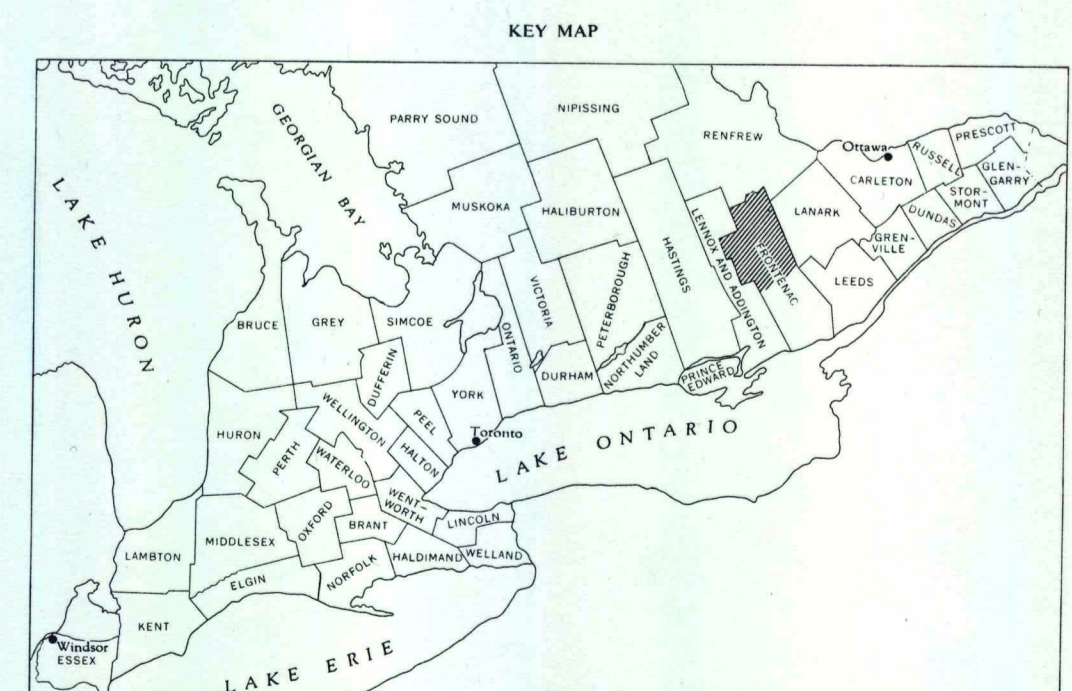 KEY MAP
GEORGIAN BAY
PARRY SOUND
NIPISSING
RENFREW
Ottawa
RUSSELL
PRESCOTT
GLEN-
GARRY
CARLETON
STOR-
MONT
LAKE HURON
MUSKOKA
HALIBURTON
LANARK
DUNDAS
LENNOX AND ADDINGTON
FRONTENAC
GREN-
VILLE
HASTINGS
LEEDS
VICTORIA
PETERBOROUGH
BRUCE
GREY
SIMCOE
ONTARIO
DUFFERIN
DURHAM
NORTHUMBER
LAND
PRINCE
EDWARD
YORK
WELLINGTON
PEEL
Toronto
LAKE ONTARIO
HURON
PERTH
WATERLOO
HALTON
WENT-
WORTH
OXFORD
BRANT
LINCOLN
MIDDLESEX
LAMBTON
HALDIMAND
WELLAND
NORFOLK
ELGIN
KENT
Windsor
ESSEX
LAKE ERIE